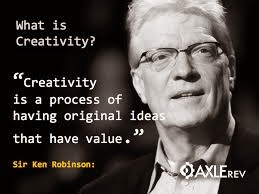 What is
Creativity?
“Creativity
is a process of
having original ideas
that have value.”
Sir Ken Robinson:
AXLEREV